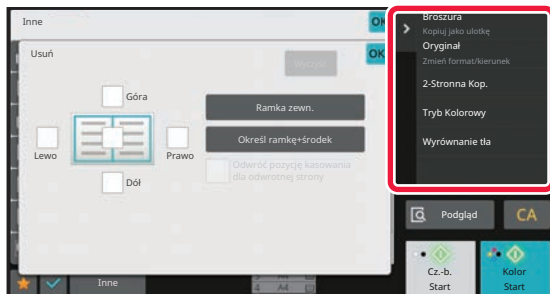 Inne
OK
Usuń
OK
Wyczyść
Góra
Lewo
Prawo
Dół
Ramka zewn.
Określ ramkę+środek
Odwróć pozycję kasowania
dla odwrotnej strony
Broszura
Kopiuj jako ulotkę
Oryginał
Zmień format/kierunek
2-Stronna Kop.
Tryb Kolorowy
Wyrównanie tła
Podgląd
CA
Cz.-b.
Start
Kolor
Start
Inne
4 A4